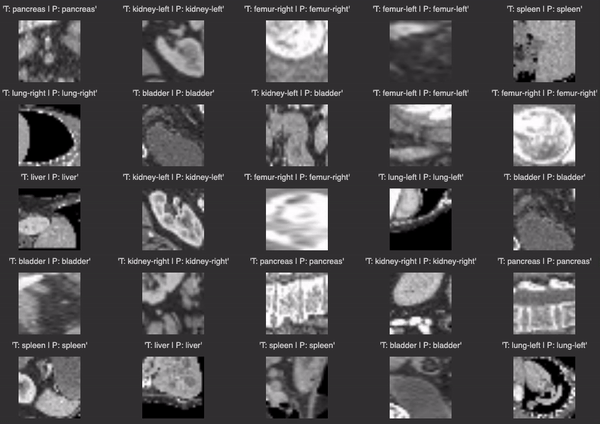 'T: pancreas | P: pancreas'
'T: kidney-left | P: kidney-left'
'T: femur-right | P: femur-right'
'T: femur-left | P: femur-left'
'T: spleen | P: spleen'
'T: lung-right | P: lung-right'
'T: bladder | P: bladder'
'T: kidney-left | P: bladder'
'T: femur-left | P: femur-left'
'T: femur-right | P: femur-right'
'T: liver | P: liver'
'T: kidney-left | P: kidney-left'
'T: femur-right | P: femur-right'
'T: lung-left | P: lung-left'
'T: bladder | P: bladder'
'T: bladder | P: bladder'
'T: kidney-right | P: kidney-right'
'T: pancreas | P: pancreas'
'T: kidney-right | P: kidney-right'
'T: pancreas | P: pancreas'
'T: spleen | P: spleen'
'T: liver | P: liver'
'T: spleen | P: spleen'
'T: bladder | P: bladder'
'T: lung-left | P: lung-left'